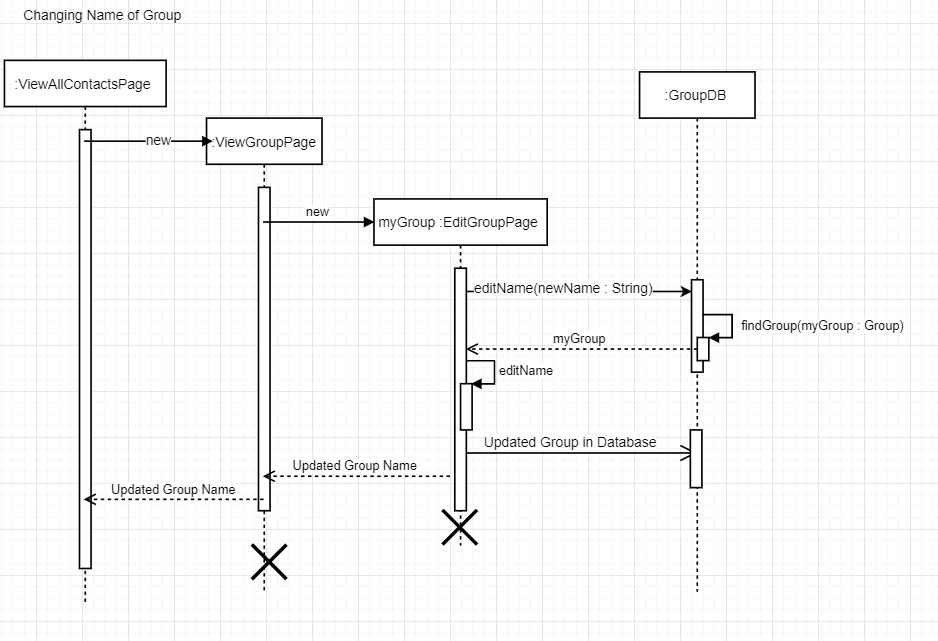 Changing Name of Group
:ViewAllContactsPage
:GroupDB
new
:ViewGroupPage
new
myGroup :EditGroupPage
editName(newName : String)
findGroup(myGroup : Group)
myGroup
editName
Updated Group in Database
Updated Group Name
Updated Group Name